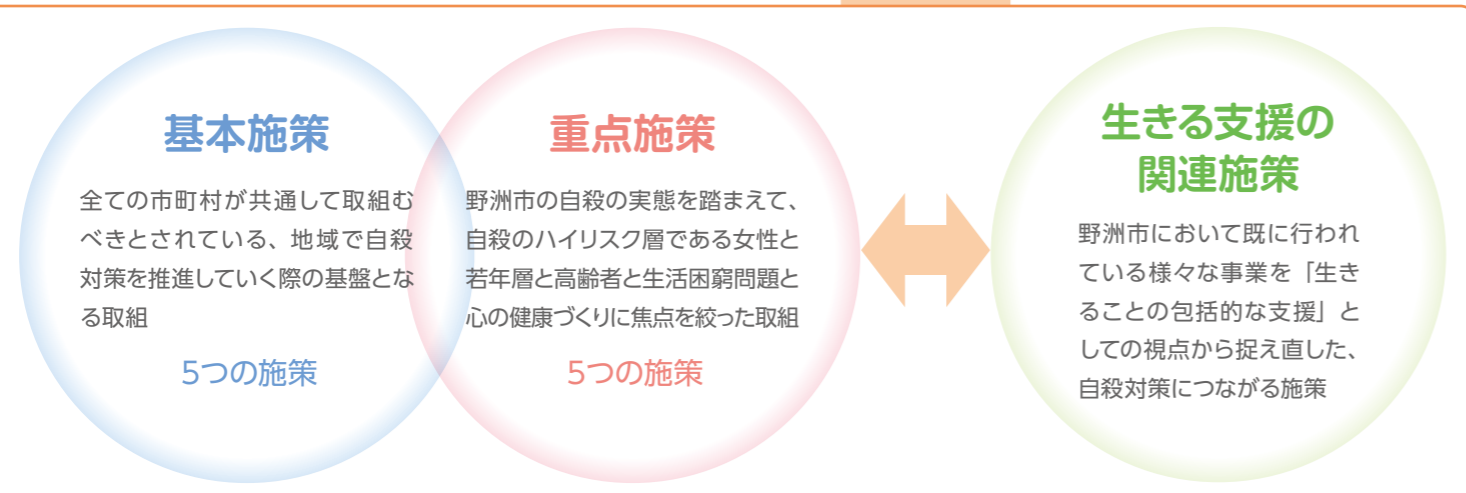 基本施策
全ての市町村が共通して取組む
べきとされている、地域で自殺
対策を推進していく際の基盤とな
る取組
5つの施策
重点施策
野洲市の自殺の実態を踏まえて、
自殺のハイリスク層である女性と
若年層と高齢者と生活困窮問題と
心の健康づくりに焦点を絞った取組
5つの施策
生きる支援の
関連施策
野洲市において既に行われ
ている様々な事業を「生き
ることの包括的な支援」と
しての視点から捉え直した、
自殺対策につながる施策